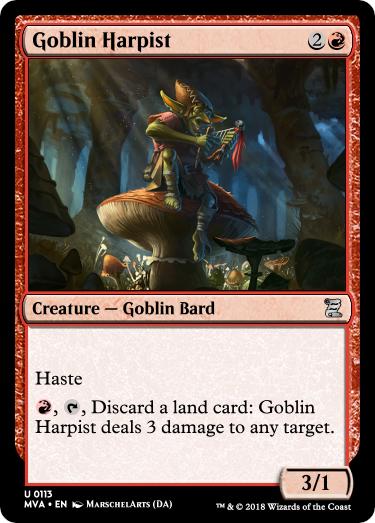 Goblin Harpist 2
Creature — Goblin Bard
Haste
, , Discard a land card: Goblin
Harpist deals 3 damage to any target.
3/1
U 0113
MVA • EN MarschelArts (DA)
™ & © 2018 Wizards of the Coast